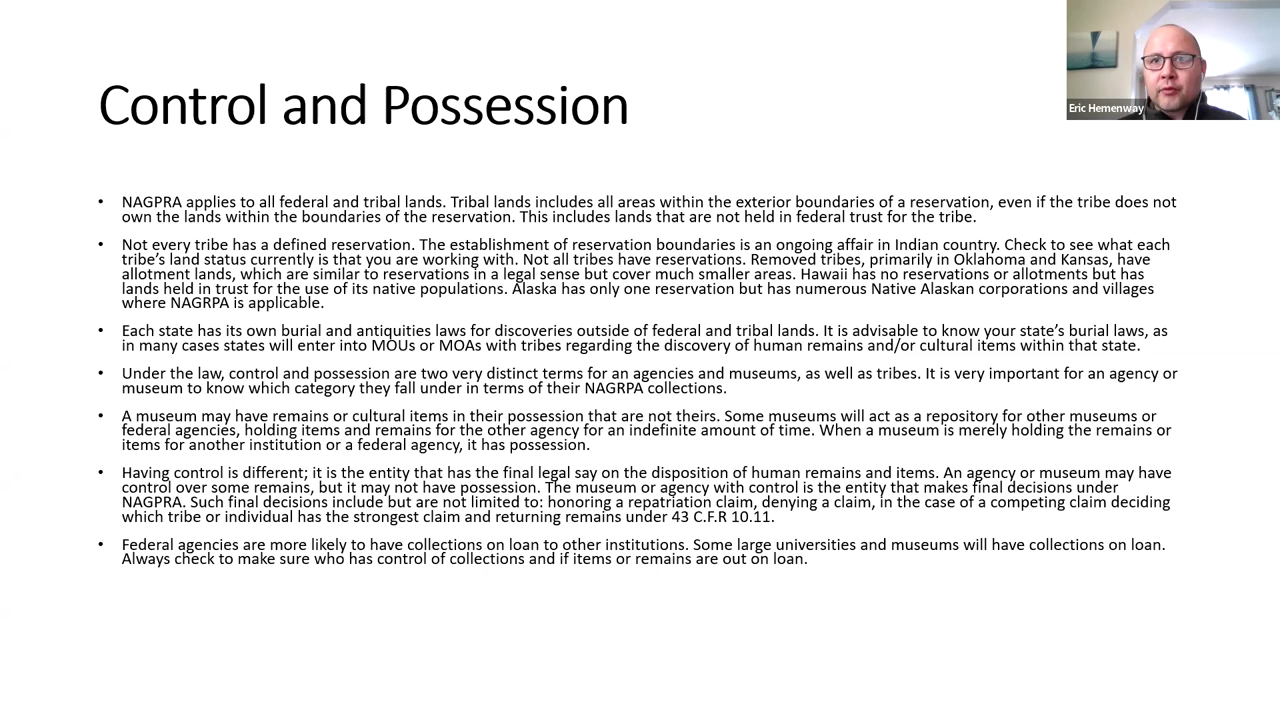 Control and Possession
Eric Hemenway
• NAGPRA applies to all federal and tribal lands. Tribal lands includes all areas within the exterior boundaries of a reservation, even if the tribe does not
own the lands within the boundaries of the reservation. This includes lands that are not held in federal trust for the tribe.
• Not every tribe has a defined reservation. The establishment of reservation boundaries is an ongoing affair in Indian country. Check to see what each
tribe's land status currently is that you are working with. Not all tribes have reservations. Removed tribes, primarily in Oklahoma and Kansas, have
allotment lands, which are similar to reservations in a legal sense but cover much smaller areas. Hawaii has no reservations or allotments but has
lands held in trust for the use of its native populations. Alaska has only one reservation but has numerous Native Alaskan corporations and villages
where NAGRPA is applicable.
• Each state has its own burial and antiquities laws for discoveries outside of federal and tribal lands. It is advisable to know your state's burial laws, as
in many cases states will enter into MOUs or MOAs with tribes regarding the discovery of human remains and/or cultural items within that state.
• Under the law, control and possession are two very distinct terms for an agencies and museums, as well as tribes. It is very important for an agency or
museum to know which category they fall under in terms of their NAGRPA collections.
• A museum may have remains or cultural items in their possession that are not theirs. Some museums will act as a repository for other museums or
federal agencies, holding items and remains for the other agency for an indefinite amount of time. When a museum is merely holding the remains or
items for another institution or a federal agency, it has possession.
• Having control is different; it is the entity that has the final legal say on the disposition of human remains and items. An agency or museum may have
control over some remains, but it may not have possession. The museum or agency with control is the entity that makes final decisions under
NAGPRA. Such final decisions include but are not limited to: honoring a repatriation claim, denying a claim, in the case of a competing claim deciding
which tribe or individual has the strongest claim and returning remains under 43 C.F.R 10.11.
• Federal agencies are more likely to have collections on loan to other institutions. Some large universities and museums will have collections on loan.
Always check to make sure who has control of collections and if items or remains are out on loan.